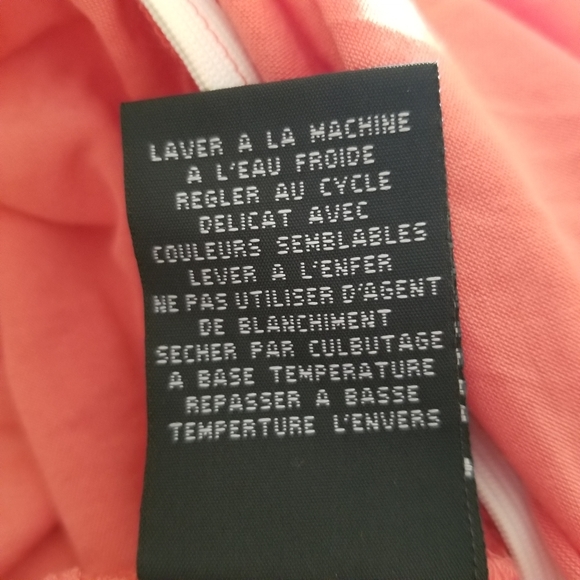 LAVER A LA MACHINE
A L'EAU FROIDE
REGLER AU CYCLE
DELICAT AVEC
COULEURS SEMBLABLES
LEVER A L'ENFER
NE PAS UTILISER D'AGENT
DE BLANCHIMENT
SECHER PAR CULBUTAGE
A BASE TEMPERATURE
REPASSER A BASSE
TEMPERTURE L'ENVERS